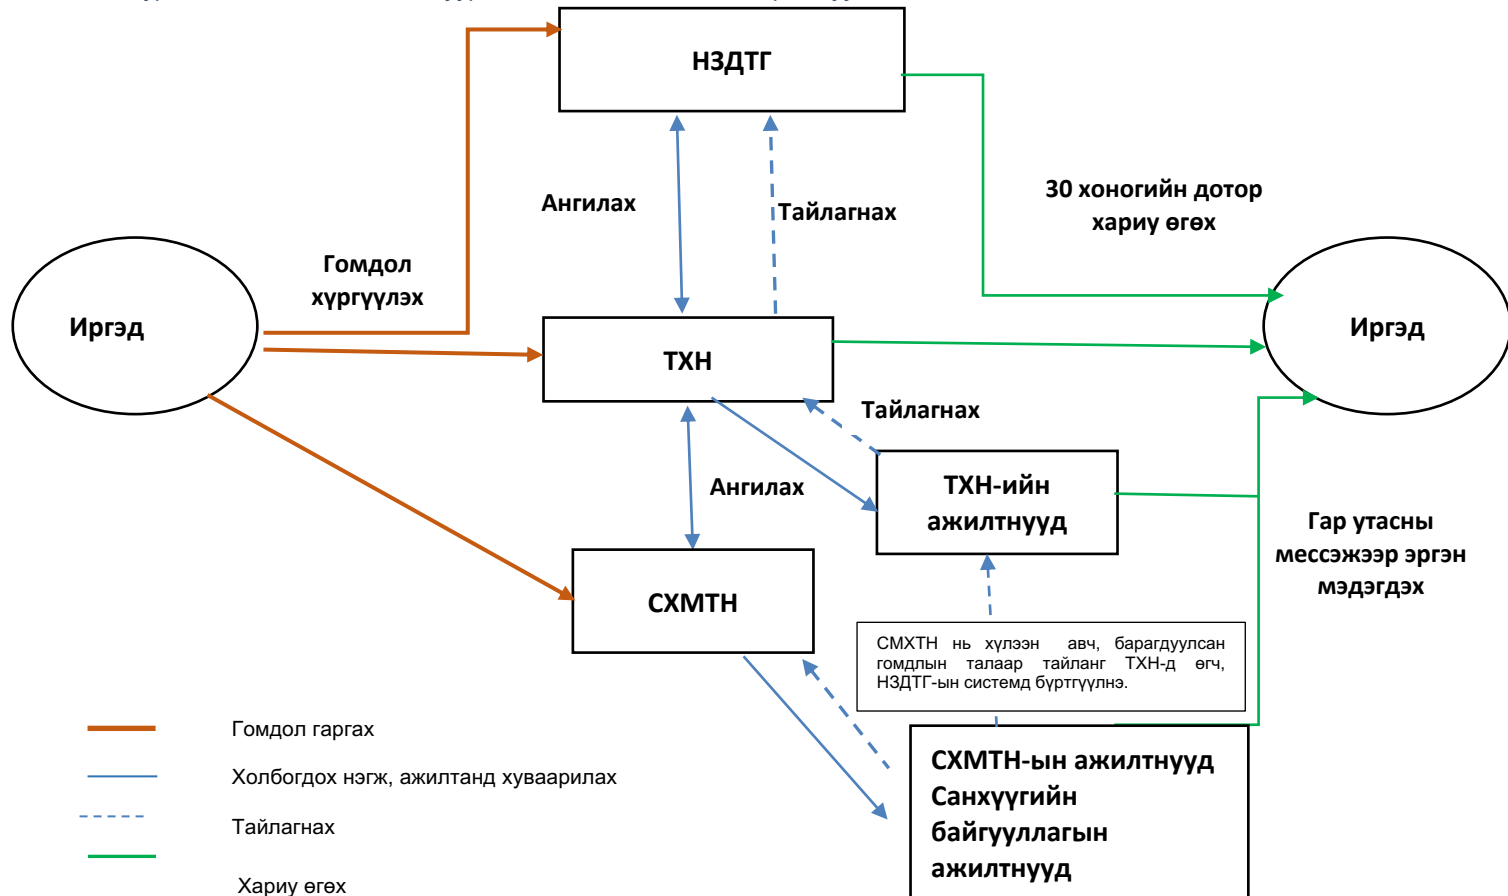 НЗДТГ
Ангилах
Тайлагнах
30 хоногийн дотор
хариу өгөх
Гомдол
хүргүүлэх
Иргэд
Иргэд
ТХН
Тайлагнах
Ангилах
ТХН-ийн
ажилтнууд
Гар утасны
мессэжээр эргэн
мэдэгдэх
СХМТН
СМХТН нь хүлээн авч, барагдуулсан
гомдлын талаар тайланг ТХН-д өгч,
НЗДТГ-ын системд бүртгүүлнэ.
СХМТН-ын ажилтнууд
Санхүүгийн
байгууллагын
ажилтнууд
Гомдол гаргах
Холбогдох нэгж, ажилтанд хуваарилах
Тайлагнах
Хариу өгөх